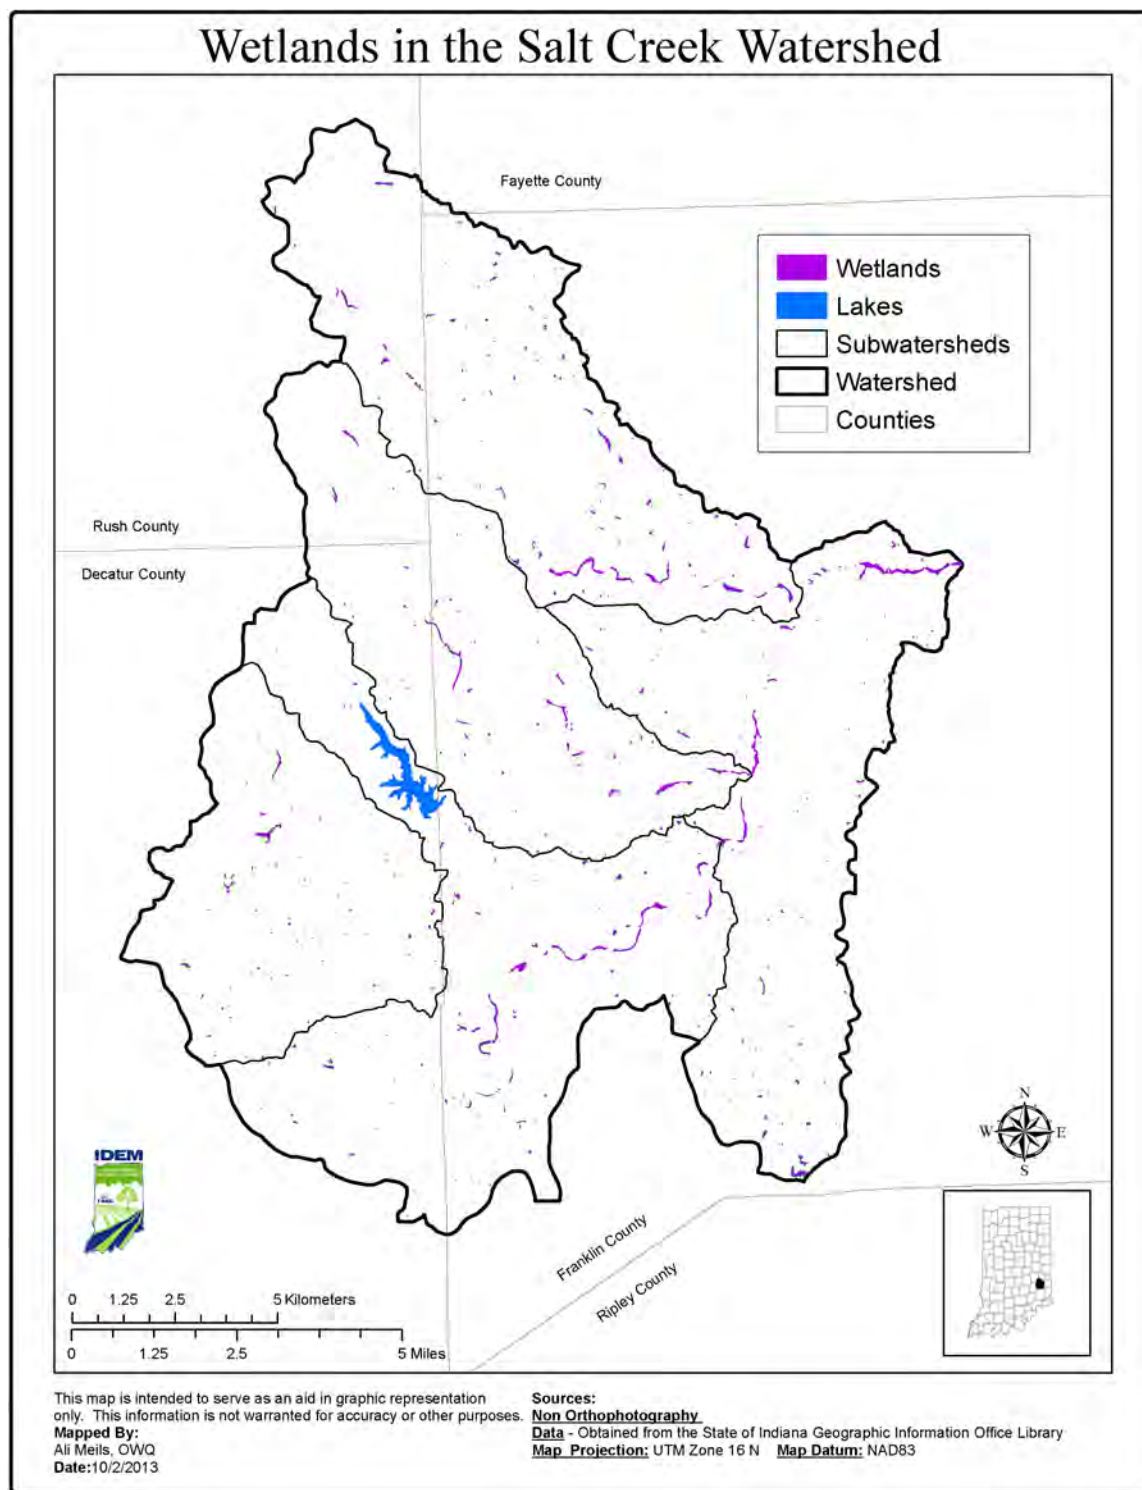 Wetlands in the Salt Creek Watershed
Fayette County
Wetlands
Lakes
Subwatersheds
Watershed
Counties
Rush County
Decatur County
N
W E
S
IDEM
Franklin County
Ripley County
0 1.25 2.5 5 Kilometers
0 1.25 2.5 5 Miles
This map is intended to serve as an aid in graphic representation
only. This information is not warranted for accuracy or other purposes.
Mapped By:
Ali Meils, OWQ
Date:10/2/2013
Sources:
Non Orthophotography
Data - Obtained from the State of Indiana Geographic Information Office Library
Map Projection: UTM Zone 16 N Map Datum: NAD83